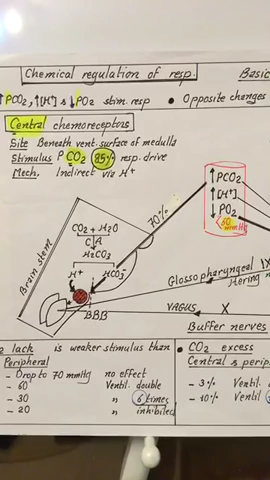 Chemical regulation of resp.
Basic
↑PCO2, ↑[H+] & ↓PO2 stim. resp
• Opposite changes
Central chemoreceptors
Site Beneath vent. surface of medulla
Stimulus PCO2 85% resp. drive
Mech. Indirect via H+
↑ PCO2
↑ [H+]
↓ PO2
< 60 mmHg
70%
Brain stem
CO2 + H2O
CA
H2CO3
H+ HCO3-
BBB
Glossopharyngeal IX
Hering
VAGUS X
Buffer nerves
lack is weaker stimulus than
Peripheral
- Drop to 70 mmHg no effect
- 60 Ventil. double
- 30 " 6 times
- 20 " inhibited
• CO2 excess
Central & perip
- 3% Ventil.
- 10% Ventil